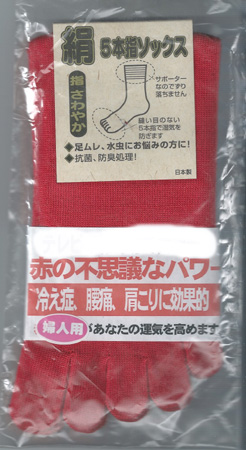 絹 5本指ソックス
指 さわやか
サポーター
なのでずり
落ちません
縫い目のない
5本指で湿気を
防ぎます
◆足ムレ、水虫にお悩みの方に!
◆抗菌、防臭処理!
日本製
赤の不思議なパワー
冷え症、腰痛、肩こりに効果的
婦人用 があなたの運気を高めます